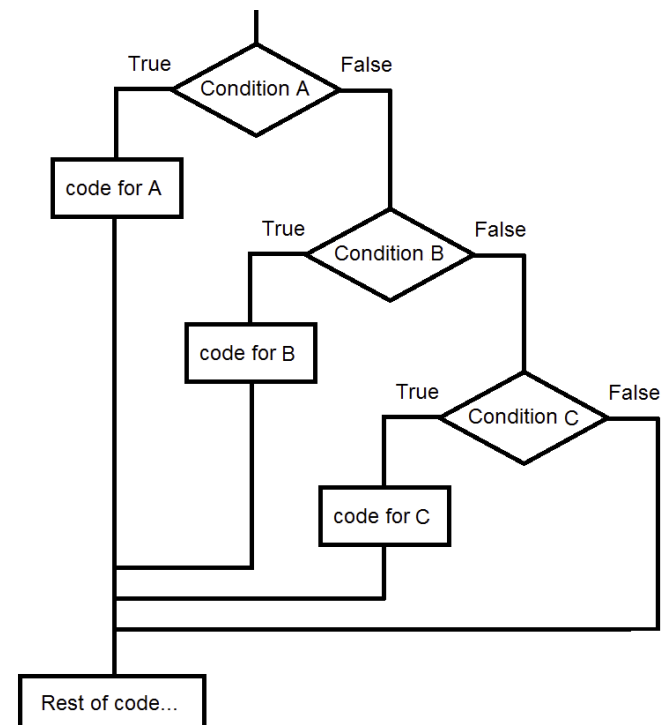 True
False
Condition A
code for A
True
False
Condition B
code for B
True
False
Condition C
code for C
Rest of code...